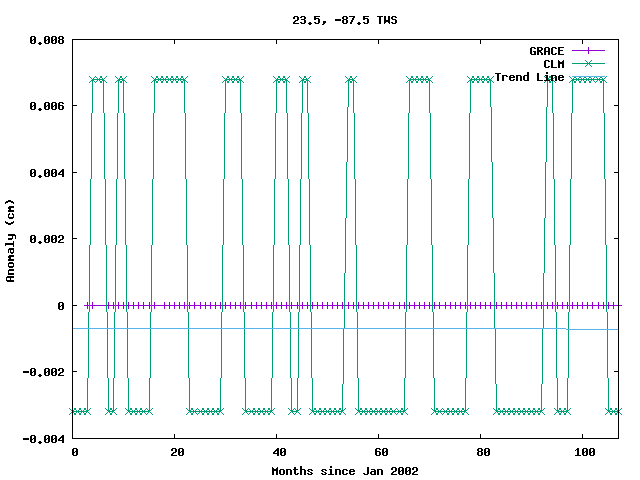 23.5, -87.5 TWS
GRACE
CLM
Trend Line
0.008
0.006
0.004
0.002
0
-0.002
-0.004
Anomaly (cm)
0 20 40 60 80 100
Months since Jan 2002